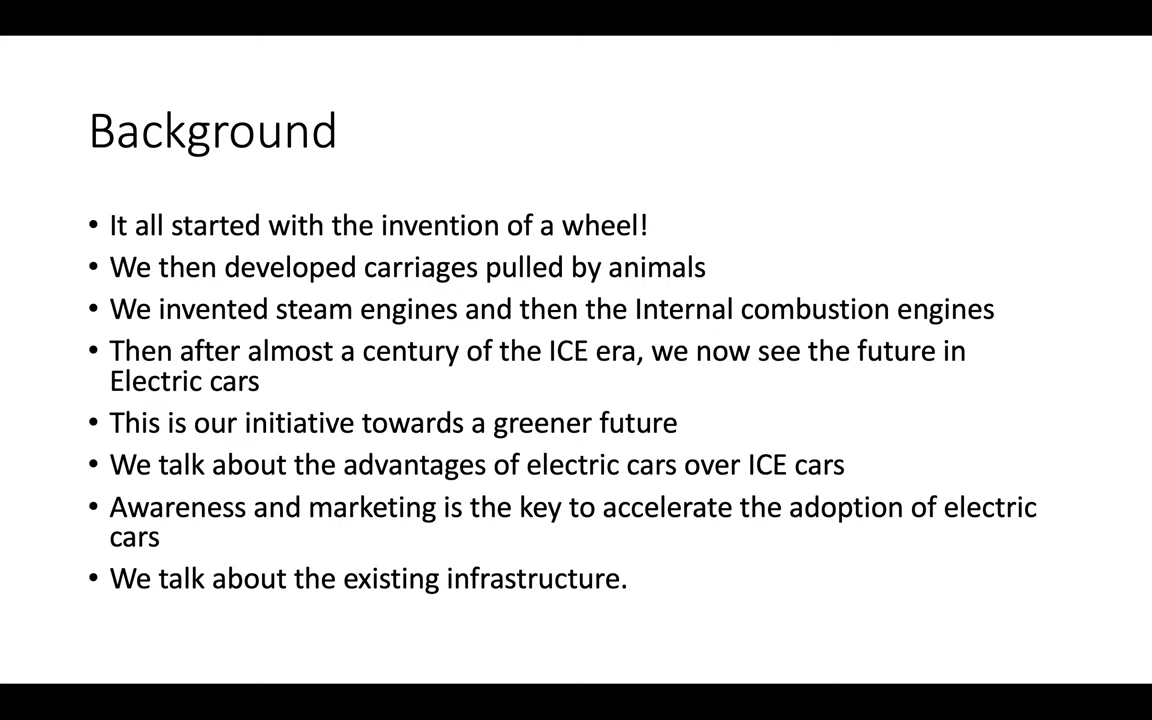 Background
• It all started with the invention of a wheel!
• We then developed carriages pulled by animals
• We invented steam engines and then the Internal combustion engines
• Then after almost a century of the ICE era, we now see the future in
Electric cars
• This is our initiative towards a greener future
• We talk about the advantages of electric cars over ICE cars
• Awareness and marketing is the key to accelerate the adoption of electric
cars
• We talk about the existing infrastructure.